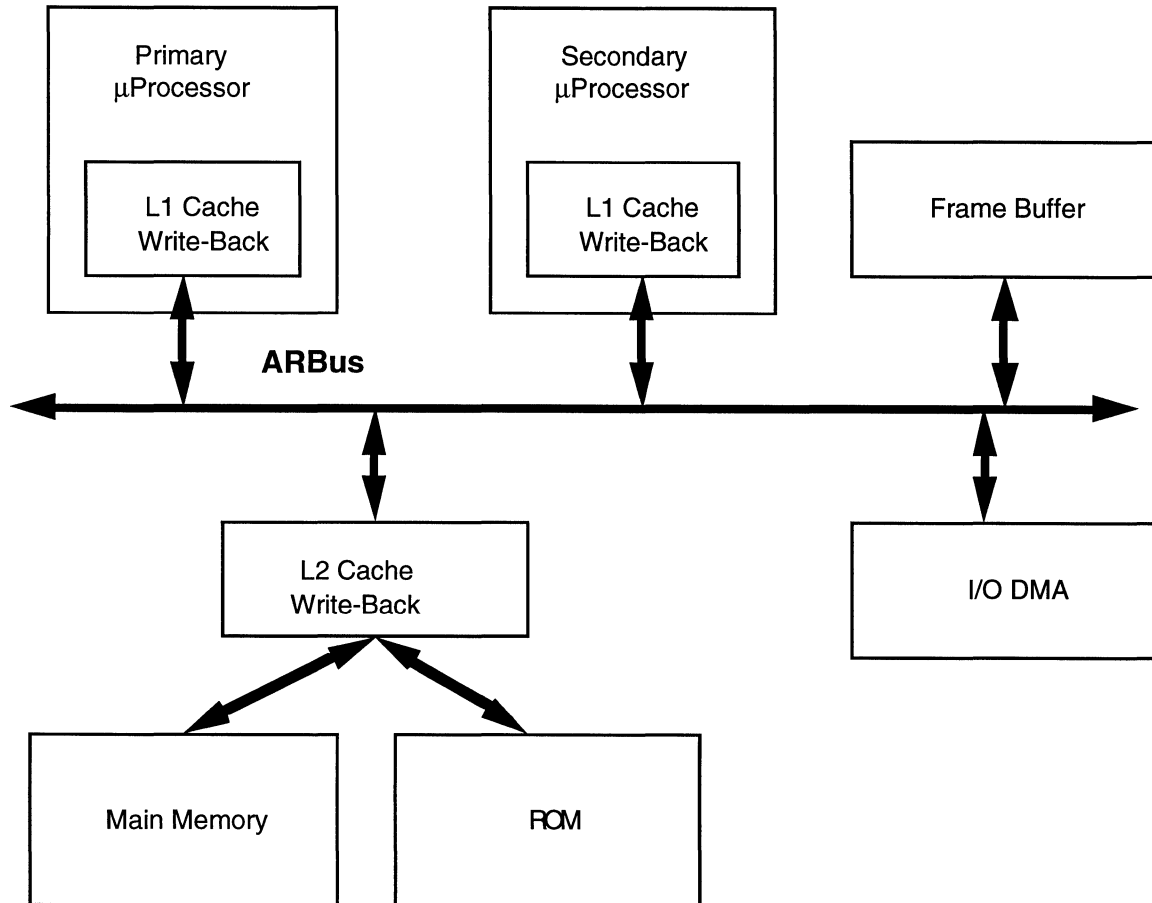 Primary
μProcessor
L1 Cache
Write-Back
Secondary
μProcessor
L1 Cache
Write-Back
Frame Buffer
ARBus
L2 Cache
Write-Back
I/O DMA
Main Memory
ROM